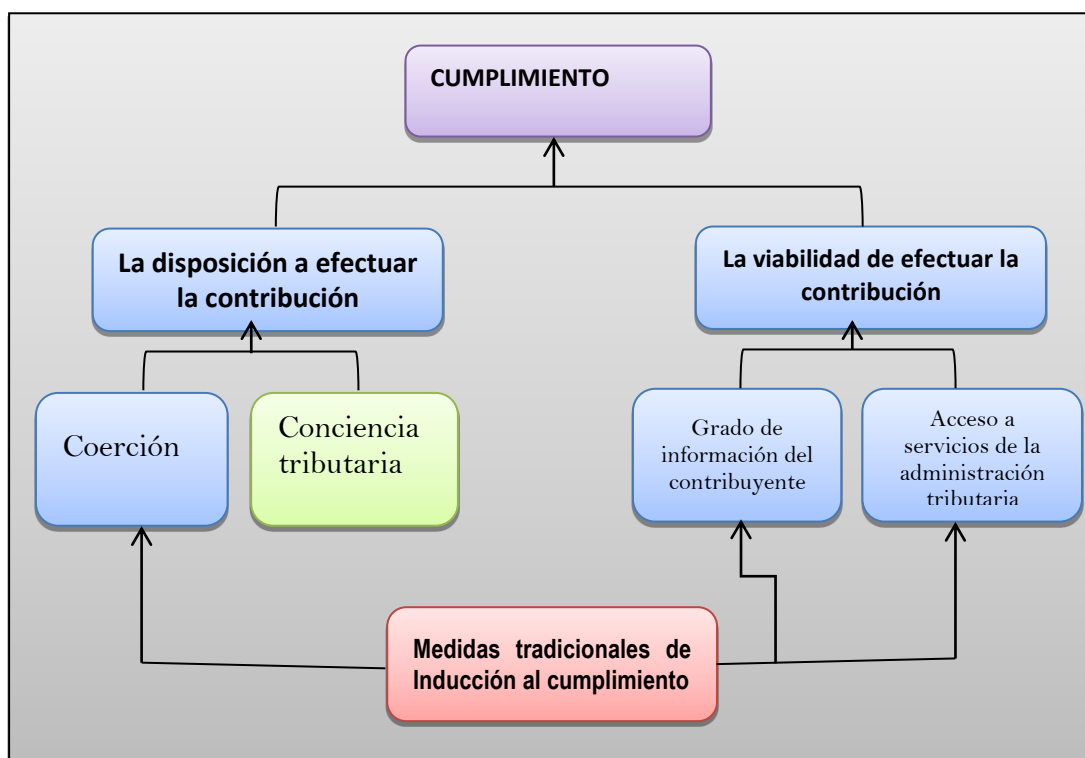 CUMPLIMIENTO
La disposición a efectuar
la contribución
La viabilidad de efectuar la
contribución
Coerción
Conciencia
tributaria
Grado de
información del
contribuyente
Acceso a
servicios de la
administración
tributaria
Medidas tradicionales de
Inducción al cumplimiento